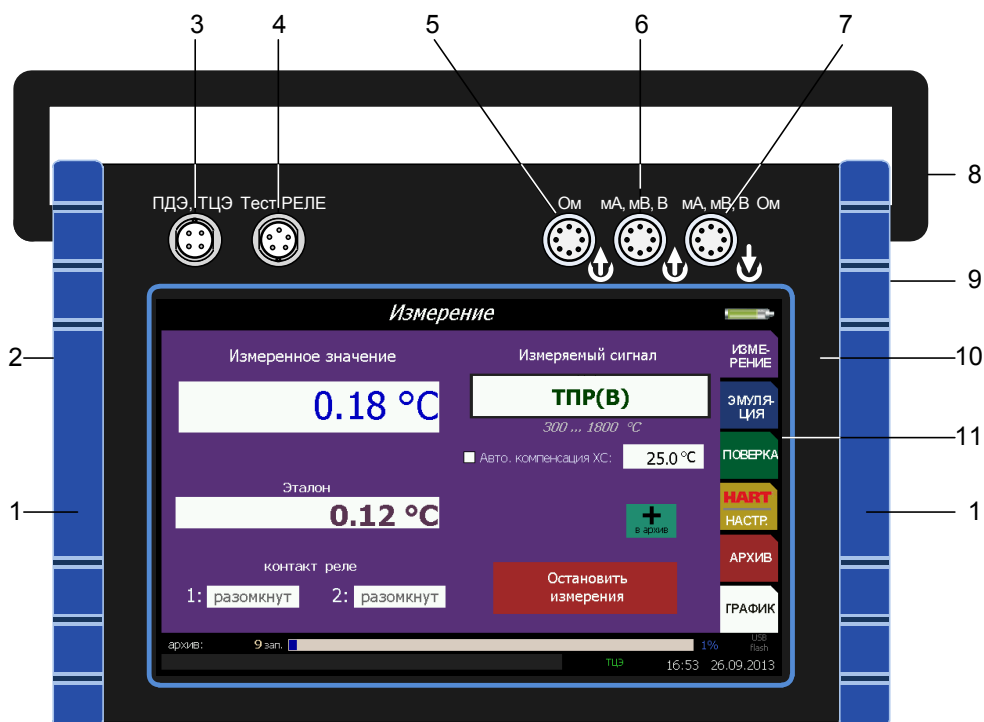 3 4 5 6 7
8
ПДЭ, ТЦЭ Тест РЕЛЕ Ом мА, мВ, В мА, мВ, В Ом
9
Измерение
2
10
Измеренное значение
Измеряемый сигнал
ИЗМЕ-
РЕНИЕ
0.18 °C
ТПР(В)
300 ... 1800 °C
ЭМУЛЯ-
ЦИЯ
11
Авто. компенсация ХС: 25.0 °C
ПОВЕРКА
Эталон
0.12 °C
1
+
в архив
HART
НАСТР.
1
контакт реле
1: разомкнут 2: разомкнут
Остановить
измерения
АРХИВ
ГРАФИК
архив: 9 зап. 1% USB
flash
ТЦЭ 16:53 26.09.2013